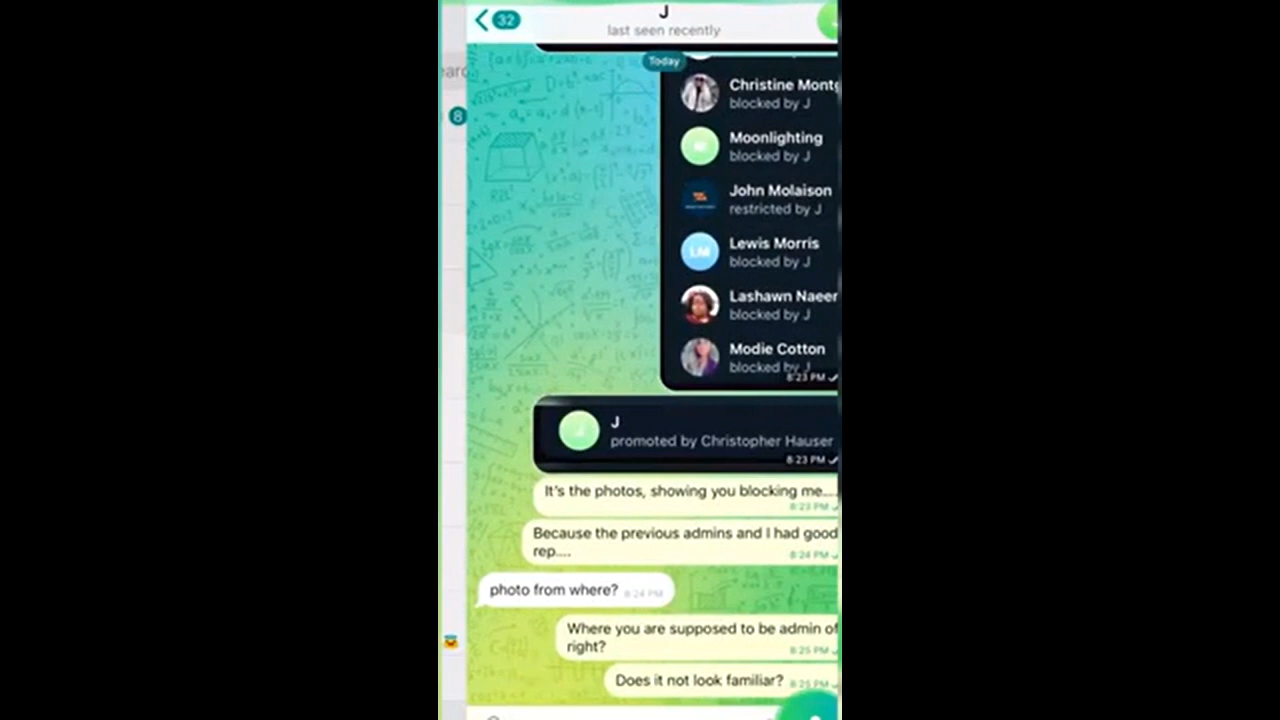 32
J
last seen recently
Today
Christine
blocked by J
8
Moonlighting
blocked by J
John Molaison
restricted by J
LM
Lewis Morris
blocked by J
Lashawn
blocked by J
Modie Cotton
blocked by J
8:23 PM
J
J
promoted by Christopher Hauser
8:23 PM
It's the photos, showing you blocking me....
8:23 PM
Because the previous admins and I had good
rep....
8:24 PM
photo from where?
8:24 PM
Where you are supposed to be admin of
right?
8:25 PM
Does it not look familiar?
8:25 PM